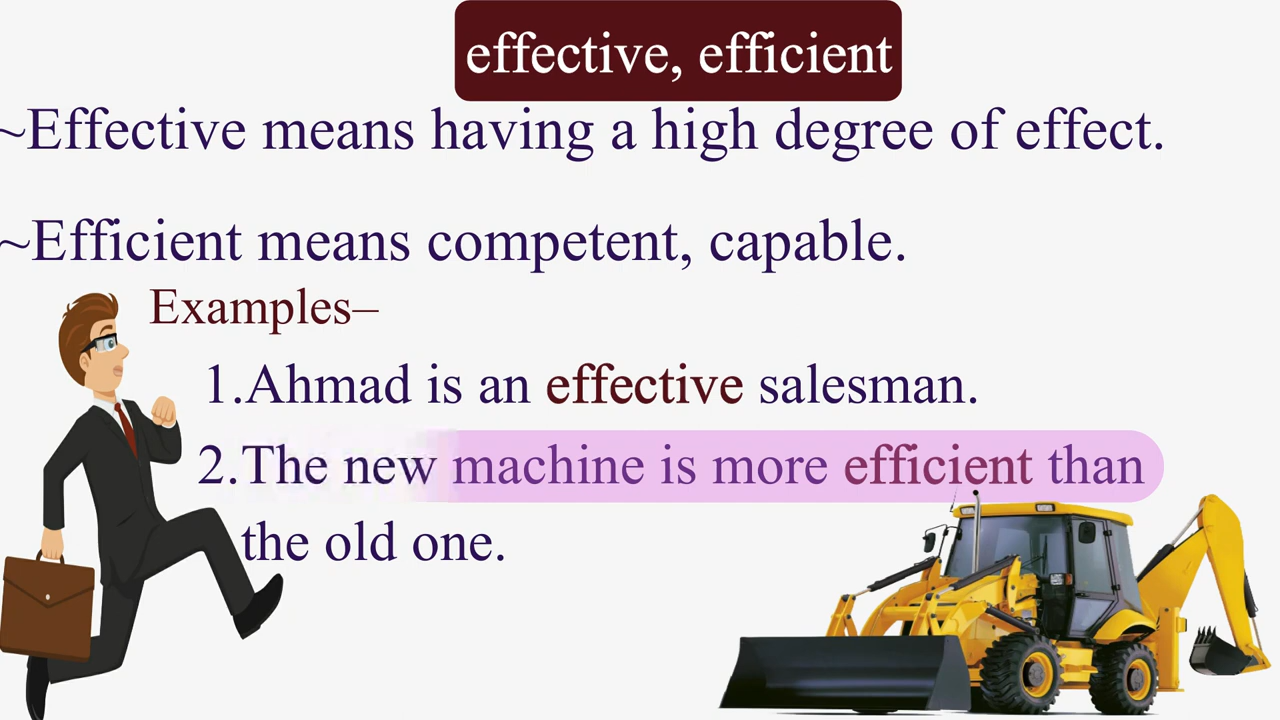 effective, efficient
~Effective means having a high degree of effect.
~Efficient means competent, capable.
Examples–
1.Ahmad is an effective salesman.
2.The new machine is more efficient than
the old one.